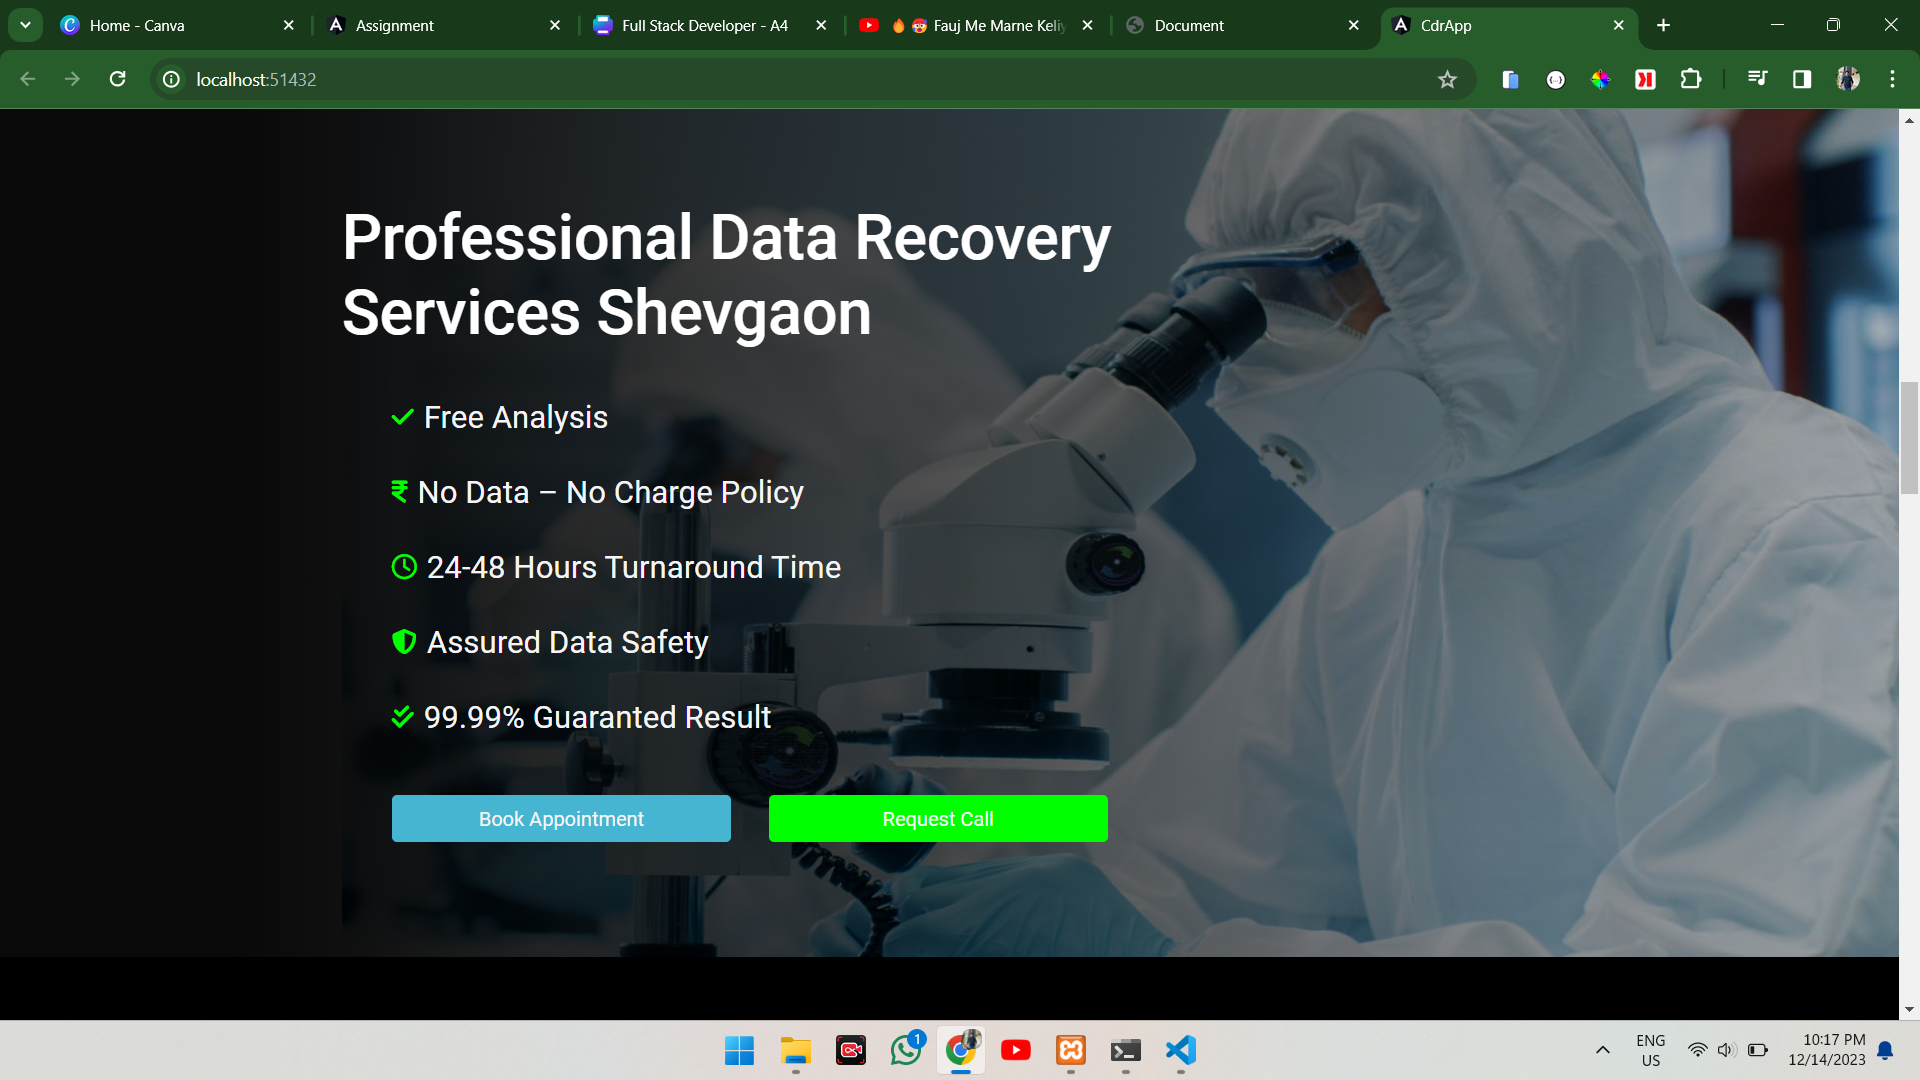 Home - Canva
Assignment
Full Stack Developer - A4
Fauj Me Marne Keliy
Document
CdrApp
localhost:51432
Professional Data Recovery
Services Shevgaon
Free Analysis
₹ No Data – No Charge Policy
24-48 Hours Turnaround Time
Assured Data Safety
99.99% Guaranted Result
Book Appointment
Request Call
1
ENG
US
10:17 PM
12/14/2023